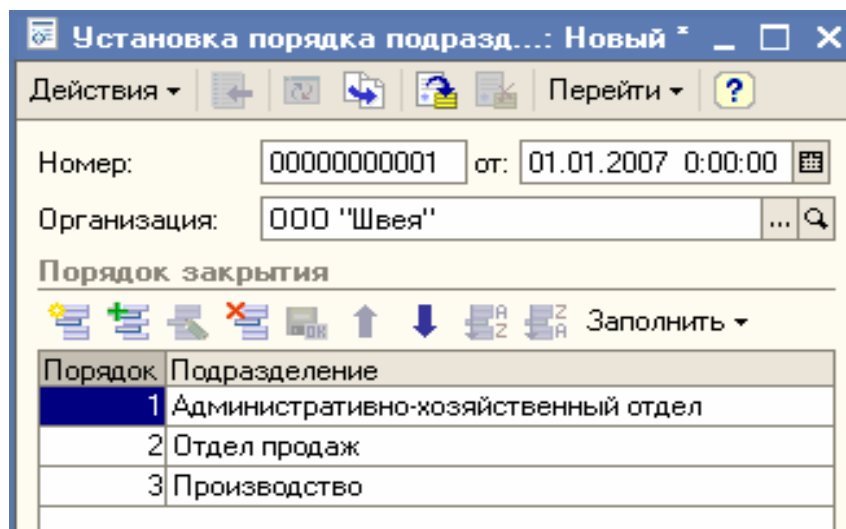 Установка порядка подразд...: Новый *
Действия Перейти ?
Номер: 00000000001 от: 01.01.2007 0:00:00
Организация: ООО "Швея" ...
Порядок закрытия
Заполнить
Порядок Подразделение
1 Административно-хозяйственный отдел
2 Отдел продаж
3 Производство